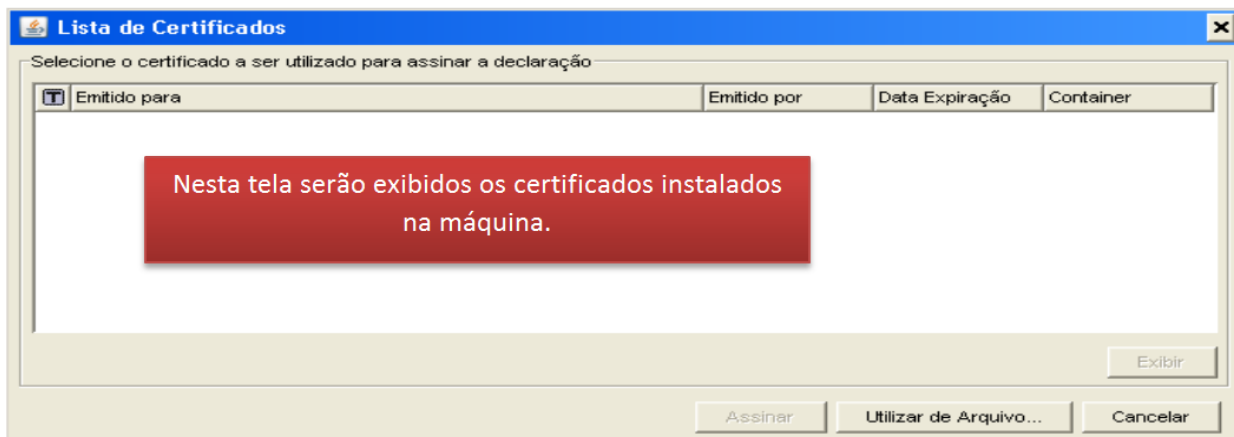 Lista de Certificados
Selecione o certificado a ser utilizado para assinar a declaração
T Emitido para Emitido por Data Expiração Container
Nesta tela serão exibidos os certificados instalados
na máquina.
Exibir
Assinar Utilizar de Arquivo... Cancelar